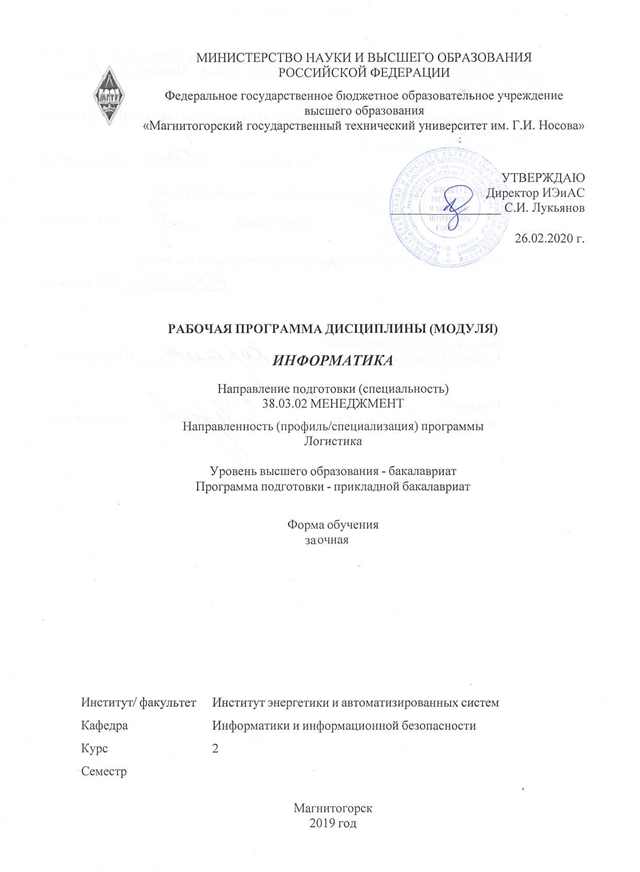 МИНИСТЕРСТВО НАУКИ И ВЫСШЕГО ОБРАЗОВАНИЯ
РОССИЙСКОЙ ФЕДЕРАЦИИ
Федеральное государственное бюджетное образовательное учреждение
высшего образования
«Магнитогорский государственный технический университет им. Г.И. Носова»
УТВЕРЖДАЮ
Директор ИЭиАС
С.И. Лукьянов
26.02.2020 г.
РАБОЧАЯ ПРОГРАММА ДИСЦИПЛИНЫ (МОДУЛЯ)
ИНФОРМАТИКА
Направление подготовки (специальность)
38.03.02 МЕНЕДЖМЕНТ
Направленность (профиль/специализация) программы
Логистика
Уровень высшего образования - бакалавриат
Программа подготовки - прикладной бакалавриат
Форма обучения
заочная
Институт/ факультет Институт энергетики и автоматизированных систем
Кафедра Информатики и информационной безопасности
Курс 2
Семестр
Магнитогорск
2019 год